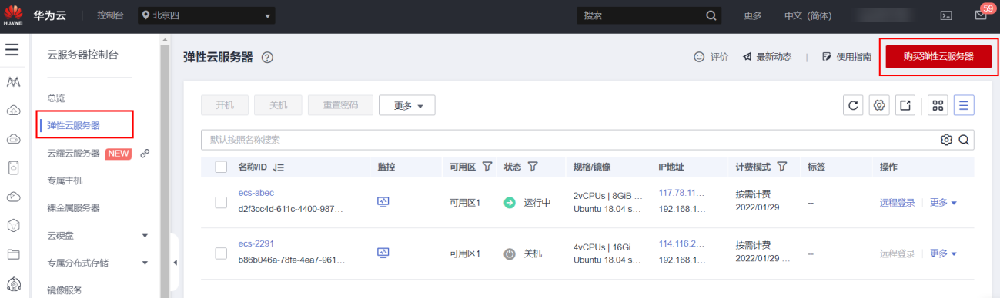 HUAWEI 华为云 控制台 北京四 搜索 更多 中文 (简体) 59
云服务器控制台
总览
弹性云服务器
云耀云服务器 NEW
专属主机
裸金属服务器
云硬盘
专属分布式存储
镜像服务
弹性云服务器 评价 最新动态 使用指南 购买弹性云服务器
开机 关机 重置密码 更多
默认按照名称搜索
名称/ID 监控 可用区 状态 规格/镜像 IP地址 计费模式 标签 操作
ecs-abec 2vCPUs | 8GiB ... 117.78.11... 按需计费
d2f3cc4d-611c-4400-987... 可用区1 运行中 Ubuntu 18.04 s... 192.168.1... 2022/01/29 ... -- 远程登录 更多
ecs-2291 4vCPUs | 16Gi... 114.116.2... 按需计费
b86b046a-78fe-4ea7-961... 可用区1 关机 Ubuntu 18.04 s... 192.168.1... 2022/01/29 ... -- 远程登录 更多